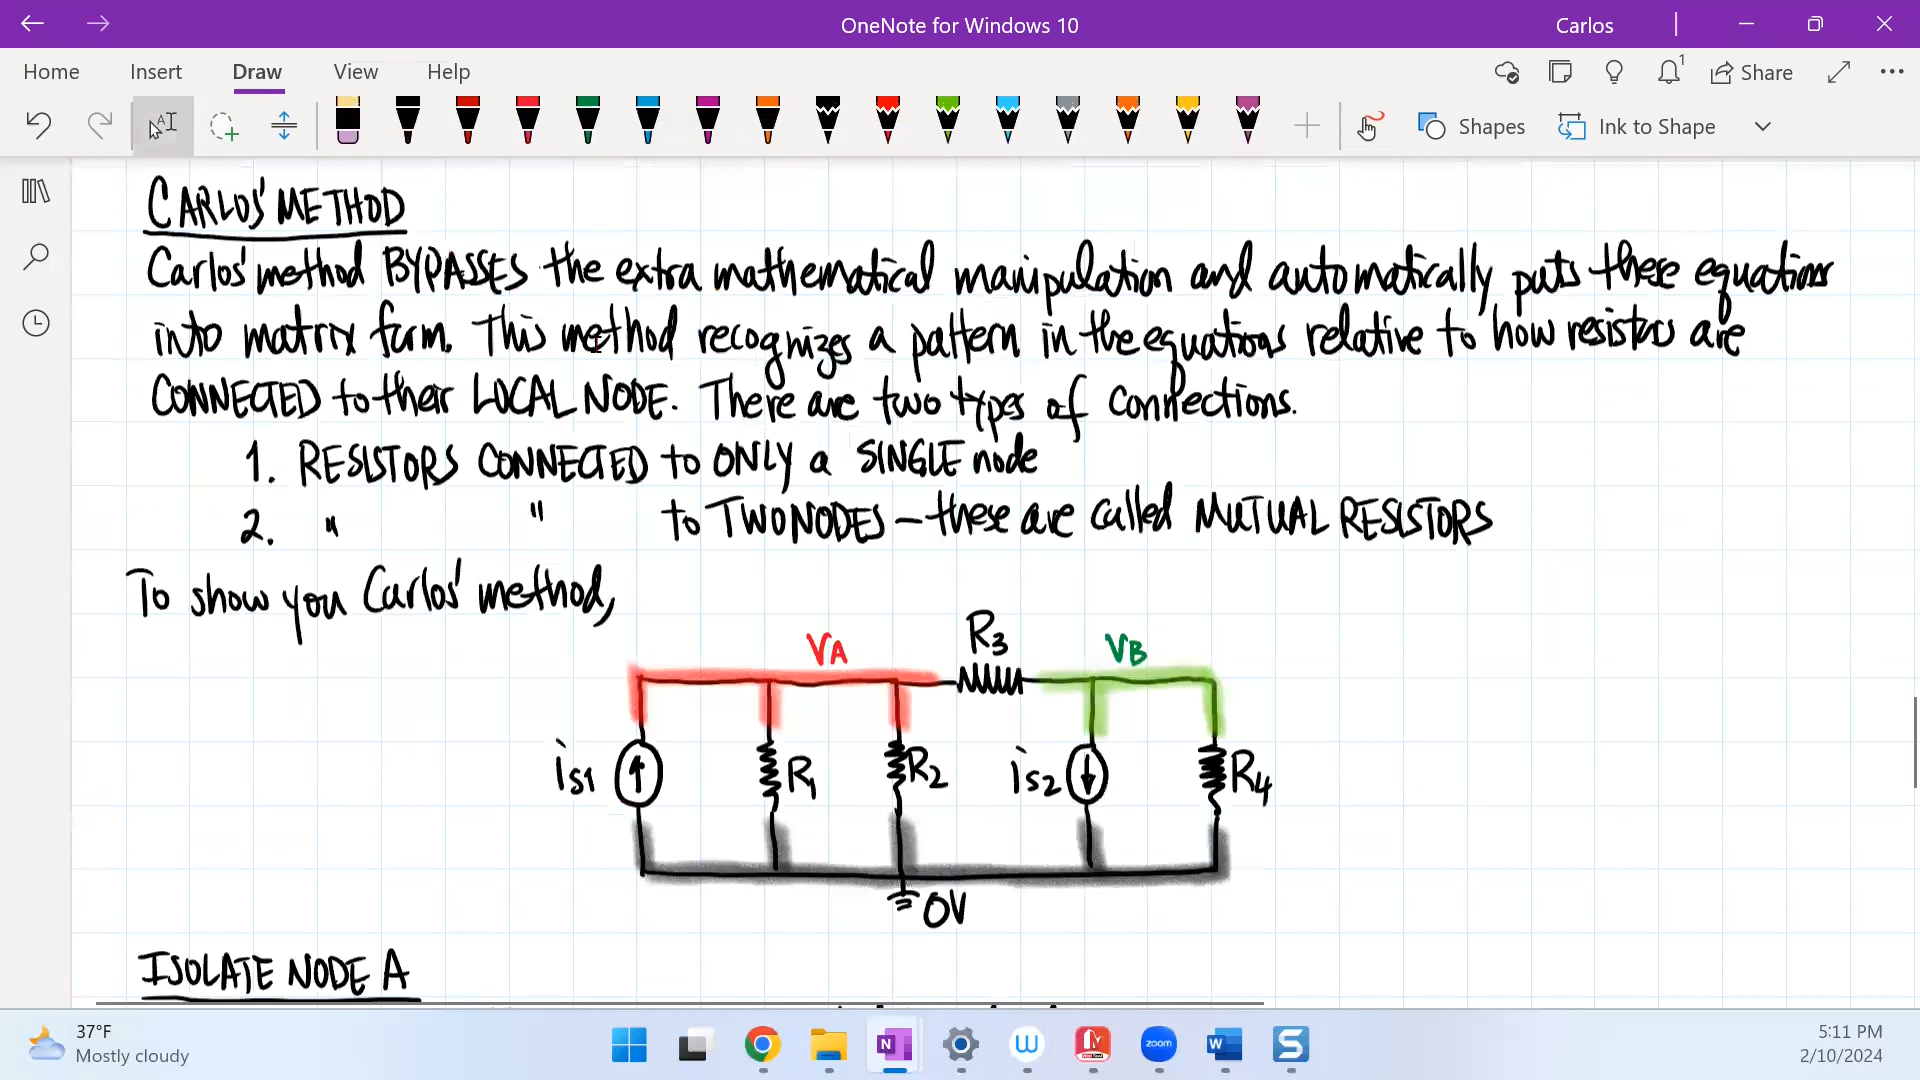 OneNote for Windows 10
Carlos
Home Insert Draw View Help
1
Share
Shapes
Ink to Shape
CARLOS' METHOD
Carlos' method BYPASSES the extra mathematical manipulation and automatically puts these equations
into matrix form. This method recognizes a pattern in the equations relative to how resistors are
CONNECTED to their LOCAL NODE. There are two types of connections.
1. RESISTORS CONNECTED to ONLY a SINGLE node
2. " " to TWO NODES – these are called MUTUAL RESISTORS
To show you Carlos' method,
R3
VA
VB
is1
R1
R2
is2
R4
0V
ISOLATE NODE A
37°F
Mostly cloudy
zoom
5:11 PM
2/10/2024